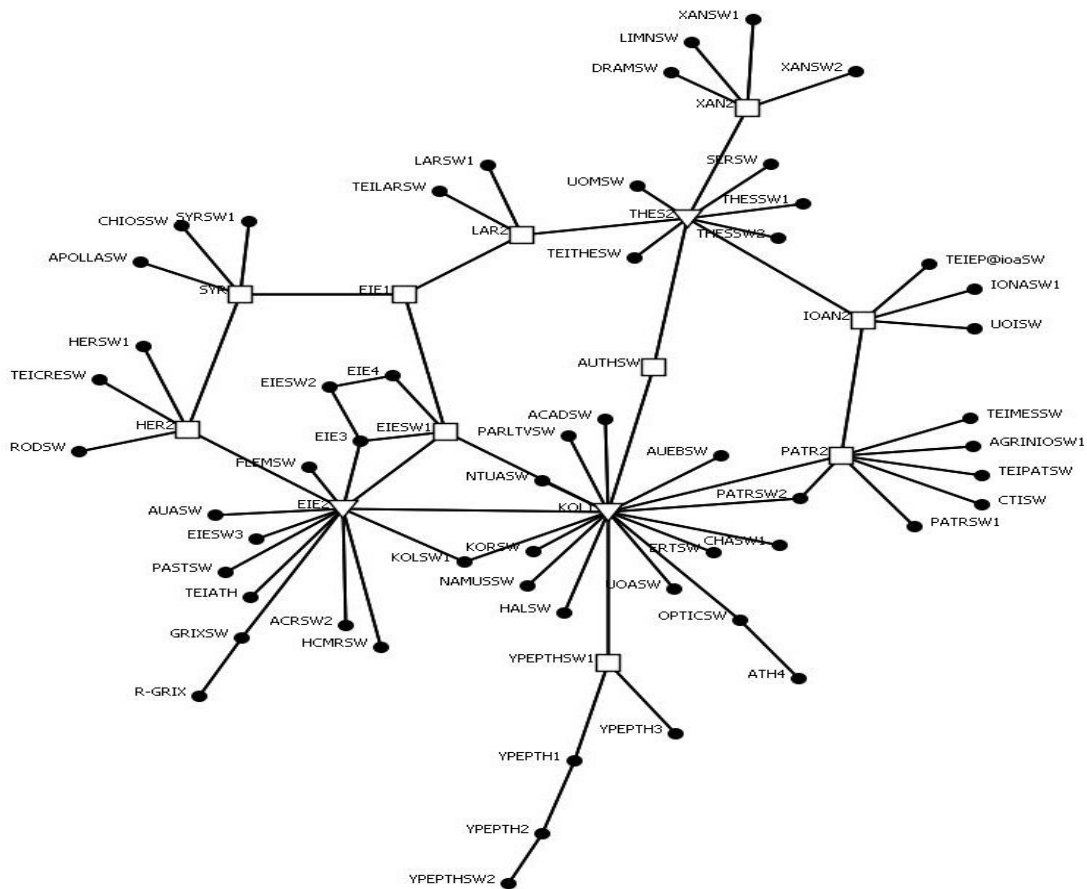 XANSW1
LIMNSW
DRAMSW
XANSW2
XAN2
LARSW1
SERSW
TEILARSW
UOMSW
THESSW1
CHIOSSW
SYRSW1
THES2
LAR2
THESSW2
APOLLASW
TEITHESW
TEIEP@ioaSW
SYR
EIE1
IONASW1
IOAN2
UOISW
HERSW1
TEICRESW
EIESW2
EIE4
AUTHSW
HER2
EIESW1
ACADSW
TEIMESSW
RODSW
EIE3
PARLTVSW
AGRINIOSW1
FLEMSW
NTUASW
AUEBSW
PATR2
TEIPATSW
AUASW
EIE2
KOL1
PATRSW2
CTISW
EIESW3
PATRSW1
PASTSW
KOLSW1
KORSW
ERTSW
CHASW1
TEIATH
NAMUSSW
UOASW
GRIXSW
ACRSW2
HALSW
OPTICSW
HCMRSW
R-GRIX
YPEPTHSW1
ATH4
YPEPTH3
YPEPTH1
YPEPTH2
YPEPTHSW2